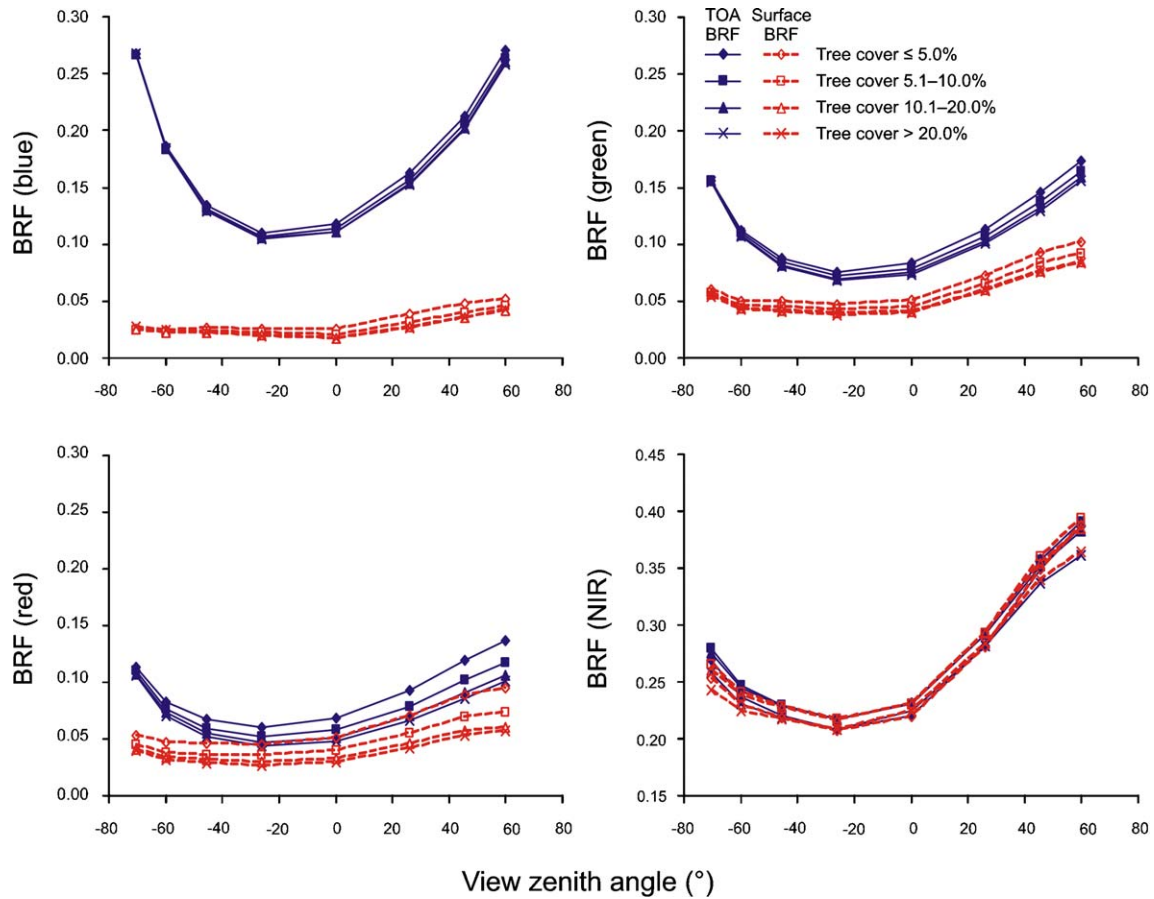 TOA Surface
BRF BRF
Tree cover ≤ 5.0%
Tree cover 5.1–10.0%
Tree cover 10.1–20.0%
Tree cover > 20.0%
BRF (blue)
0.30
0.25
0.20
0.15
0.10
0.05
0.00
-80 -60 -40 -20 0 20 40 60 80
BRF (green)
0.30
0.25
0.20
0.15
0.10
0.05
0.00
-80 -60 -40 -20 0 20 40 60 80
BRF (red)
0.30
0.25
0.20
0.15
0.10
0.05
0.00
-80 -60 -40 -20 0 20 40 60 80
BRF (NIR)
0.45
0.40
0.35
0.30
0.25
0.20
0.15
-80 -60 -40 -20 0 20 40 60 80
View zenith angle (°)